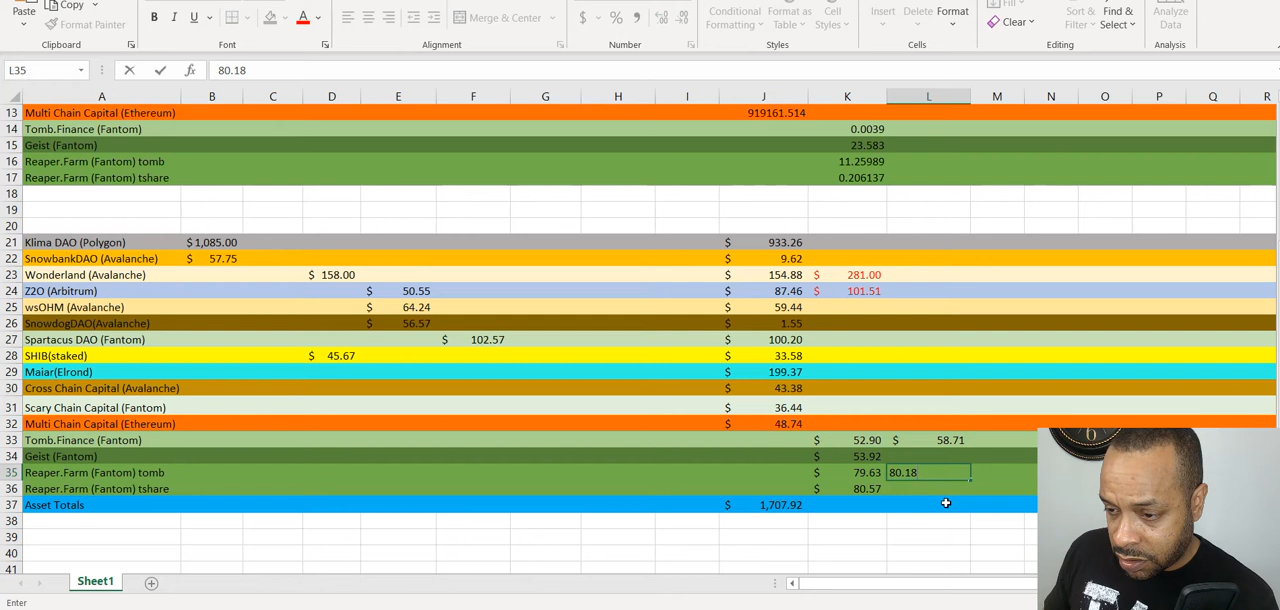 Paste Copy
Format Painter
B I U A $ % 9
Merge & Center
Conditional Formatting Format as Table Cell Styles
Insert Delete Format
Fill
Clear
Sort & Filter Find & Select
Analyze Data
Clipboard Font Alignment Number Styles Cells Editing Analysis
L35 fx 80.18
A B C D E F G H I J K L M N O P Q R
13 Multi Chain Capital (Ethereum) 919161.514
14 Tomb.Finance (Fantom) 0.0039
15 Geist (Fantom) 23.583
16 Reaper.Farm (Fantom) tomb 11.25989
17 Reaper.Farm (Fantom) tshare 0.206137
18
19
20
21 Klima DAO (Polygon) $ 1,085.00 $ 933.26
22 SnowbankDAO (Avalanche) $ 57.75 $ 9.62
23 Wonderland (Avalanche) $ 158.00 $ 154.88 $ 281.00
24 Z2O (Arbitrum) $ 50.55 $ 87.46 $ 101.51
25 wsOHM (Avalanche) $ 64.24 $ 59.44
26 SnowdogDAO(Avalanche) $ 56.57 $ 1.55
27 Spartacus DAO (Fantom) $ 102.57 $ 100.20
28 SHIB(staked) $ 45.67 $ 33.58
29 Maiar(Elrond) $ 199.37
30 Cross Chain Capital (Avalanche) $ 43.38
31 Scary Chain Capital (Fantom) $ 36.44
32 Multi Chain Capital (Ethereum) $ 48.74
33 Tomb.Finance (Fantom) $ 52.90 $ 58.71
34 Geist (Fantom) $ 53.92
35 Reaper.Farm (Fantom) tomb $ 79.63 80.18
36 Reaper.Farm (Fantom) tshare $ 80.57
37 Asset Totals $ 1,707.92
38
39
40
41
Sheet1
Enter